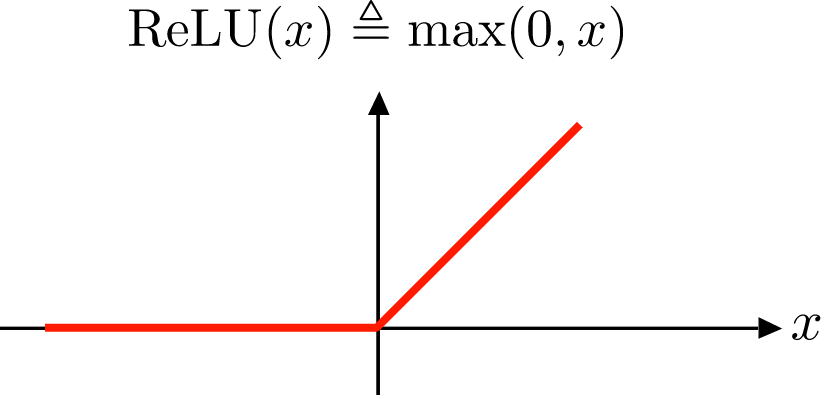 ReLU(x) ≜ max(0, x)
x